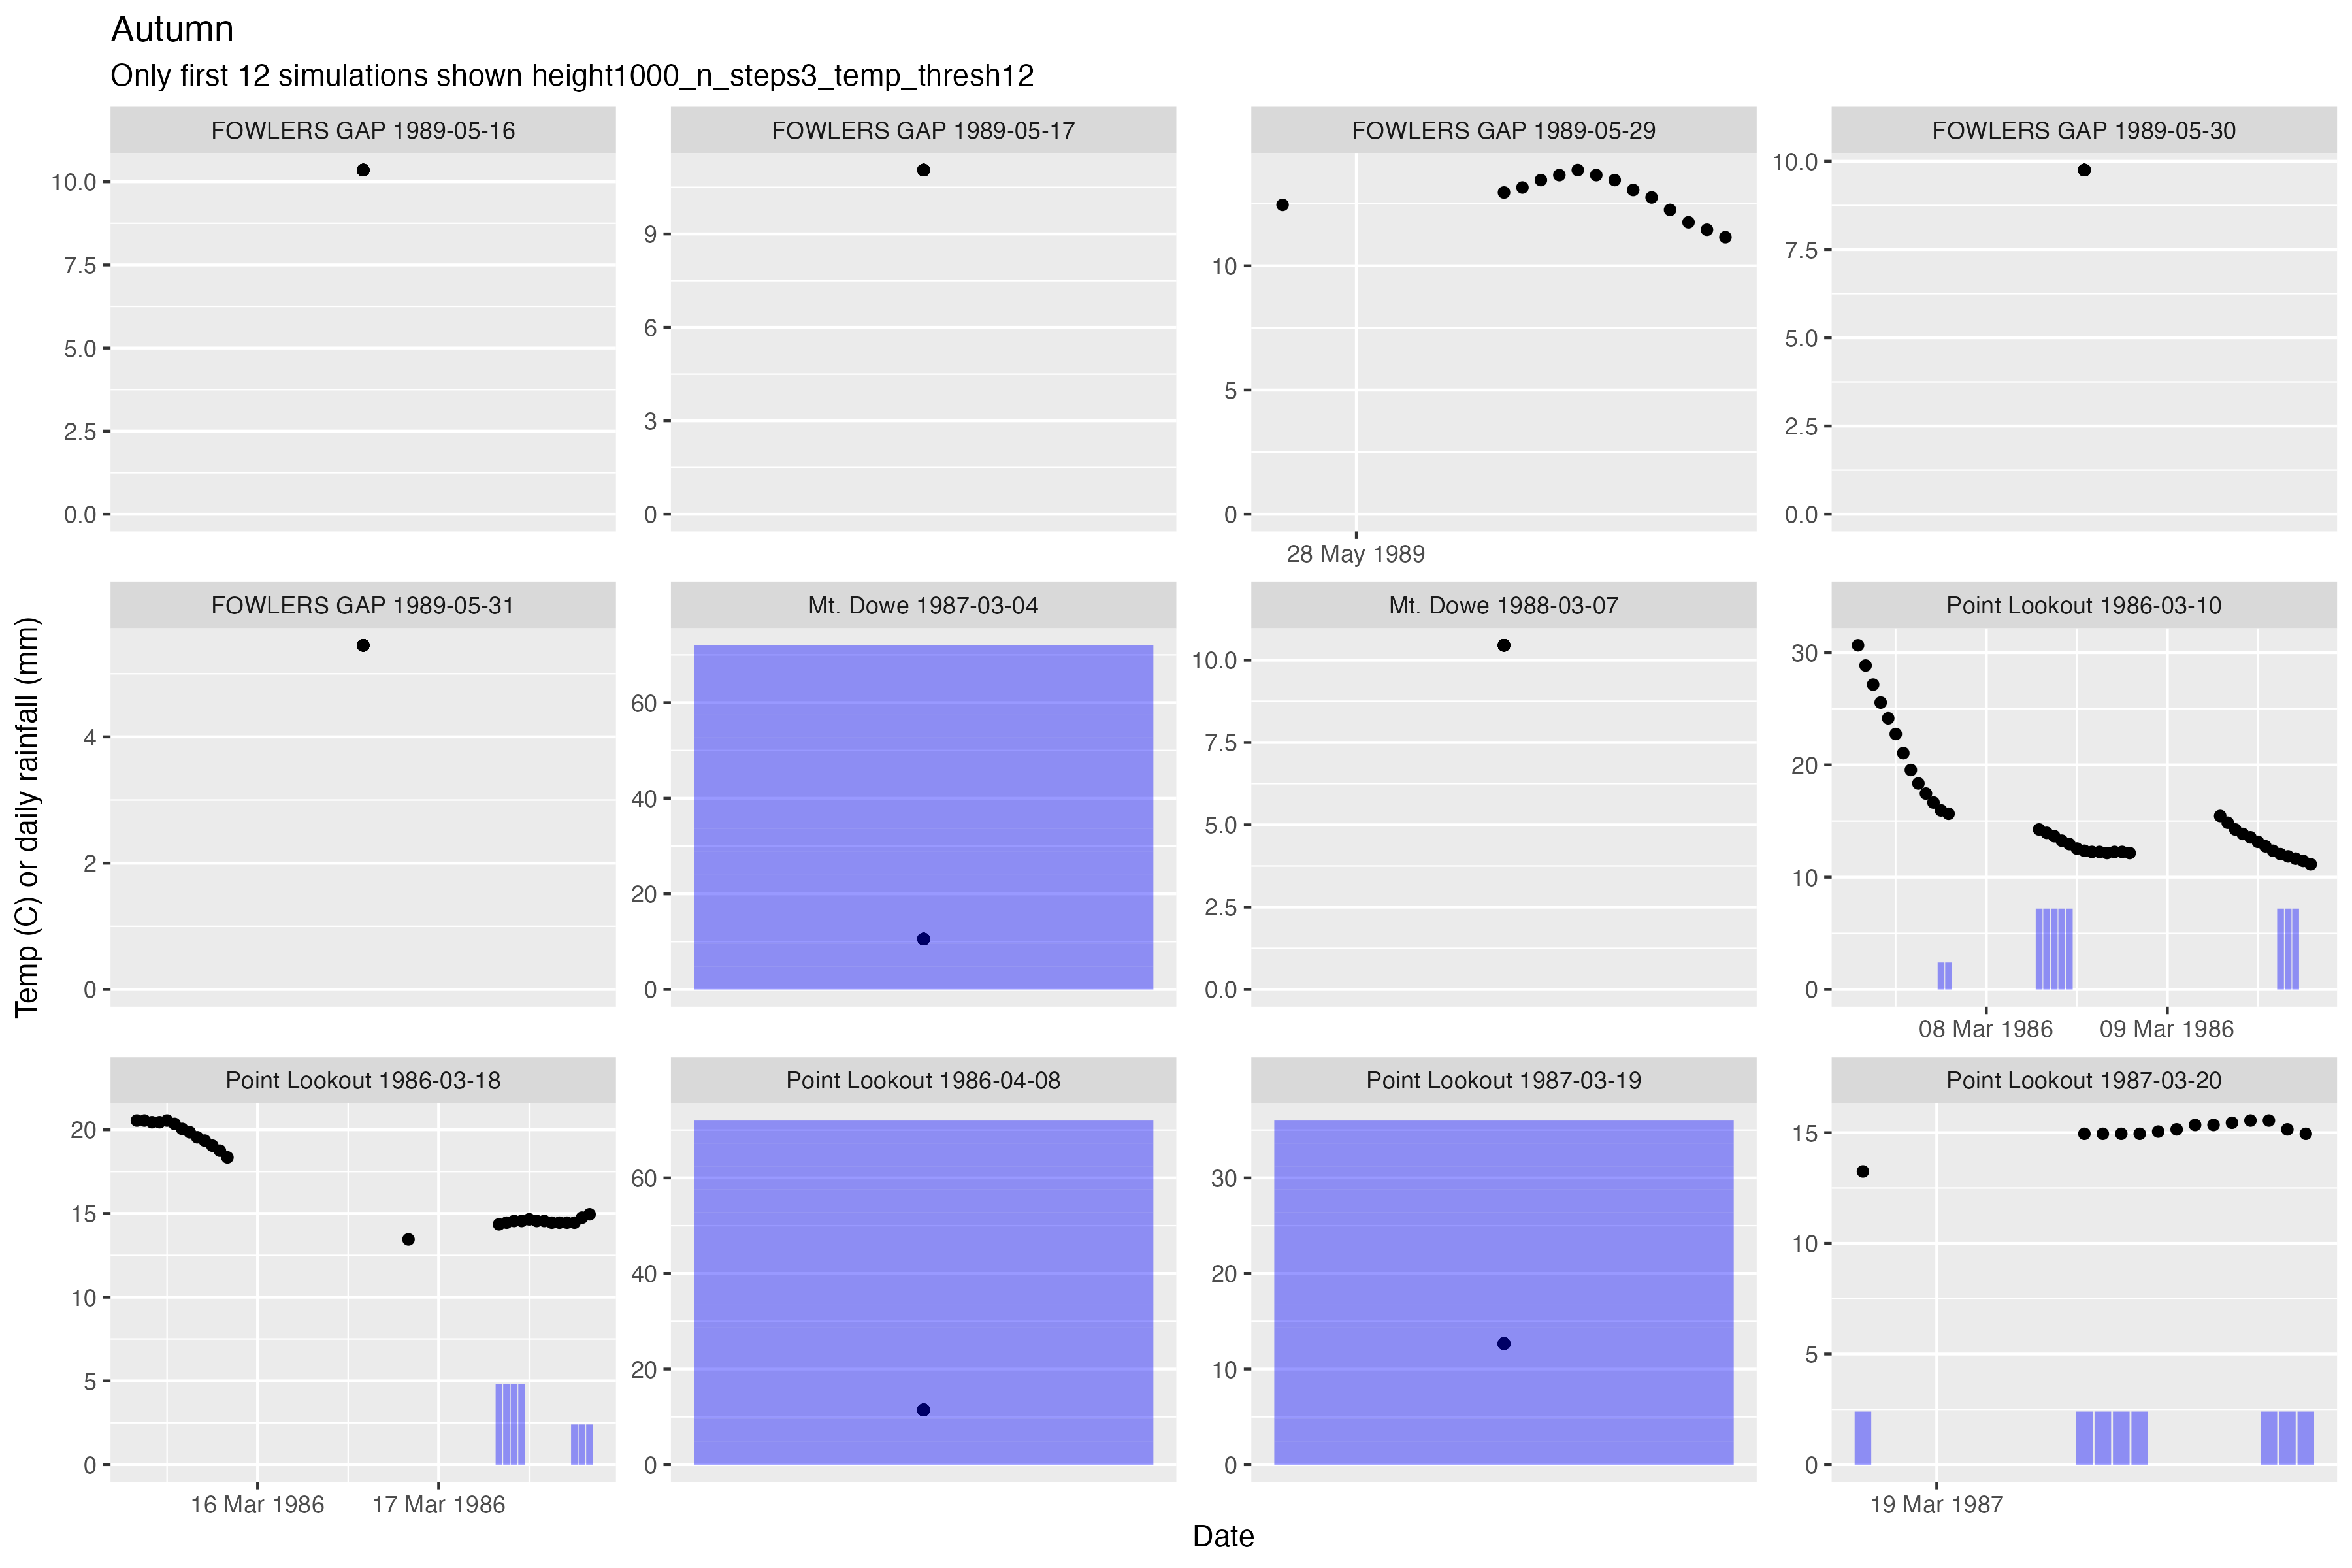 Autumn
Only first 12 simulations shown height1000_n_steps3_temp_thresh12
FOWLERS GAP 1989-05-16
FOWLERS GAP 1989-05-17
FOWLERS GAP 1989-05-29
FOWLERS GAP 1989-05-30
10.0
7.5
5.0
2.5
0.0
9
6
3
0
10
5
0
10.0
7.5
5.0
2.5
0.0
28 May 1989
FOWLERS GAP 1989-05-31
Mt. Dowe 1987-03-04
Mt. Dowe 1988-03-07
Point Lookout 1986-03-10
4
2
0
60
40
20
0
10.0
7.5
5.0
2.5
0.0
30
20
10
0
08 Mar 1986
09 Mar 1986
Point Lookout 1986-03-18
Point Lookout 1986-04-08
Point Lookout 1987-03-19
Point Lookout 1987-03-20
20
15
10
5
0
60
40
20
0
30
20
10
0
15
10
5
0
16 Mar 1986
17 Mar 1986
19 Mar 1987
Temp (C) or daily rainfall (mm)
Date